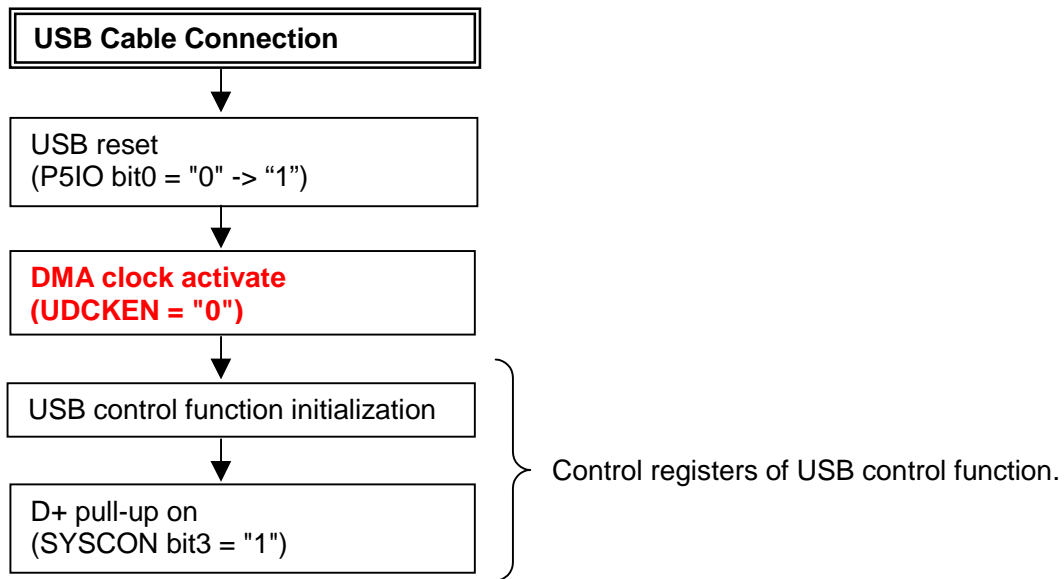 USB Cable Connection
USB reset
(P5IO bit0 = "0" -> “1”)
DMA clock activate
(UDCKEN = "0")
USB control function initialization
Control registers of USB control function.
D+ pull-up on
(SYSCON bit3 = "1")